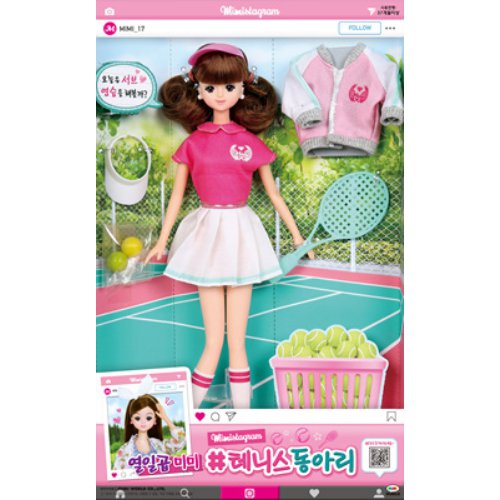 Mimistagram
JM MIMI_17
FOLLOW
오늘은 서브
연습을 해볼까?
Mimistagram
열일곱 미미
#테니스동아리